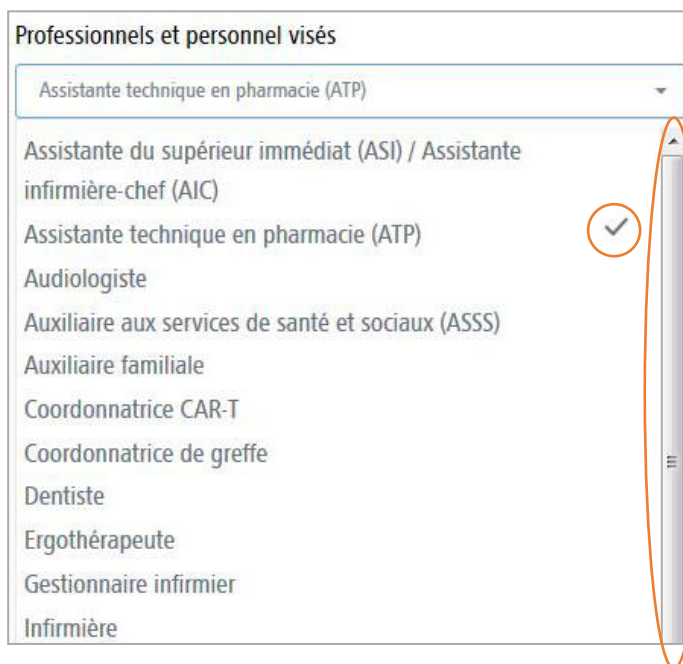 Professionnels et personnel visés
Assistante technique en pharmacie (ATP)
Assistante du supérieur immédiat (ASI) / Assistante
infirmière-chef (AIC)
Assistante technique en pharmacie (ATP)
Audiologiste
Auxiliaire aux services de santé et sociaux (ASSS)
Auxiliaire familiale
Coordonnatrice CAR-T
Coordonnatrice de greffe
Dentiste
Ergothérapeute
Gestionnaire infirmier
Infirmière